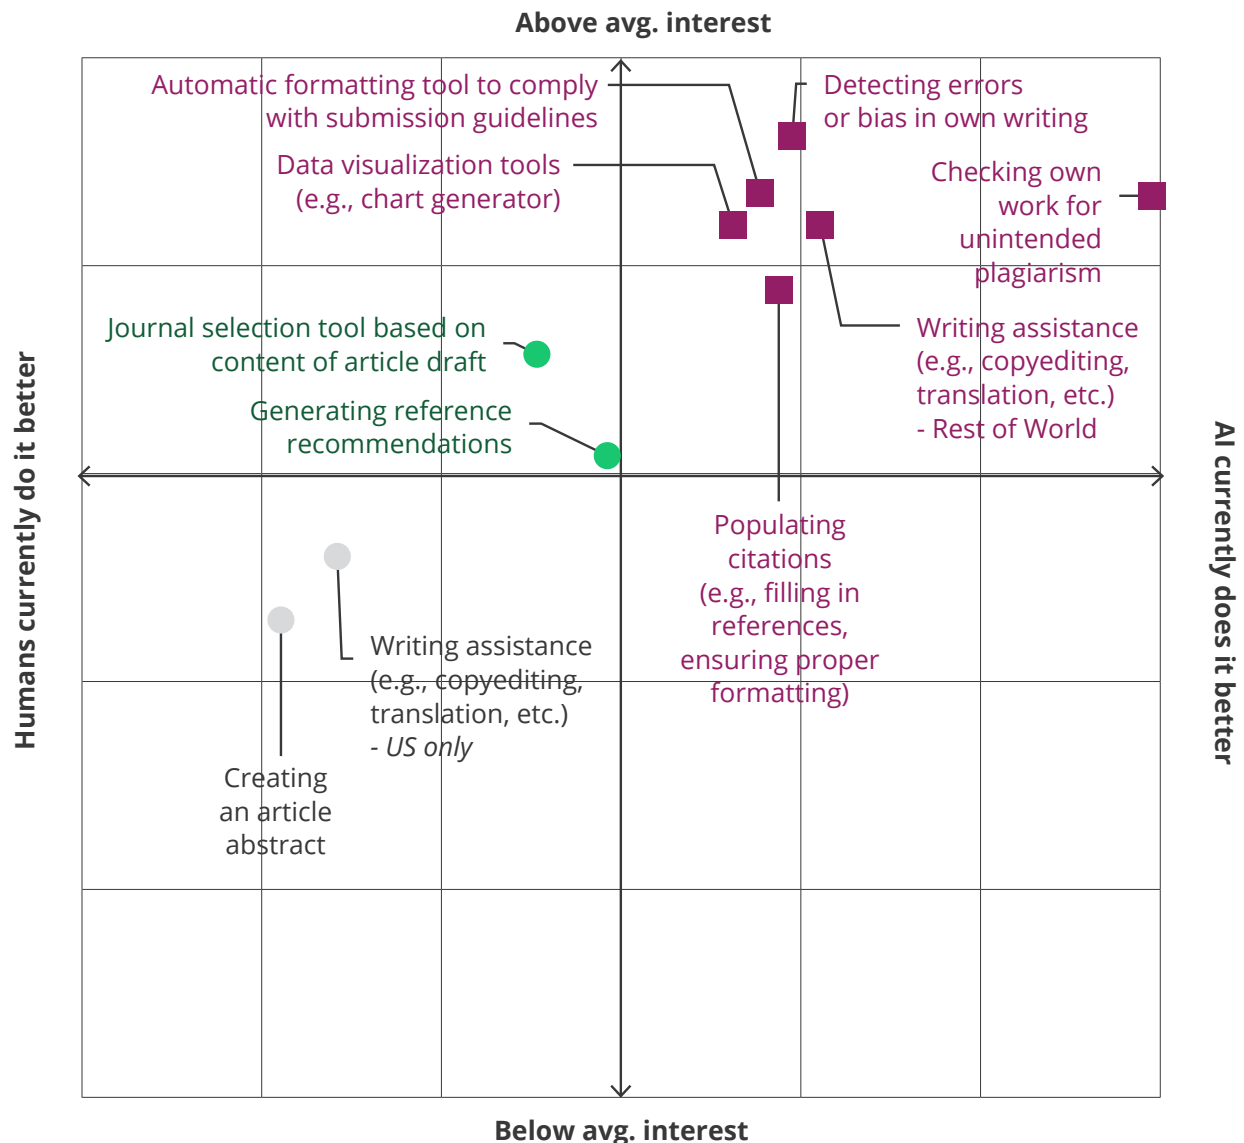 Above avg. interest
Automatic formatting tool to comply
with submission guidelines
Detecting errors
or bias in own writing
Data visualization tools
(e.g., chart generator)
Checking own
work for
unintended
plagiarism
Journal selection tool based on
content of article draft
Writing assistance
(e.g., copyediting,
translation, etc.)
- Rest of World
Generating reference
recommendations
Humans currently do it better
AI currently does it better
Populating
citations
(e.g., filling in
references,
ensuring proper
formatting)
Writing assistance
(e.g., copyediting,
translation, etc.)
- US only
Creating
an article
abstract
Below avg. interest